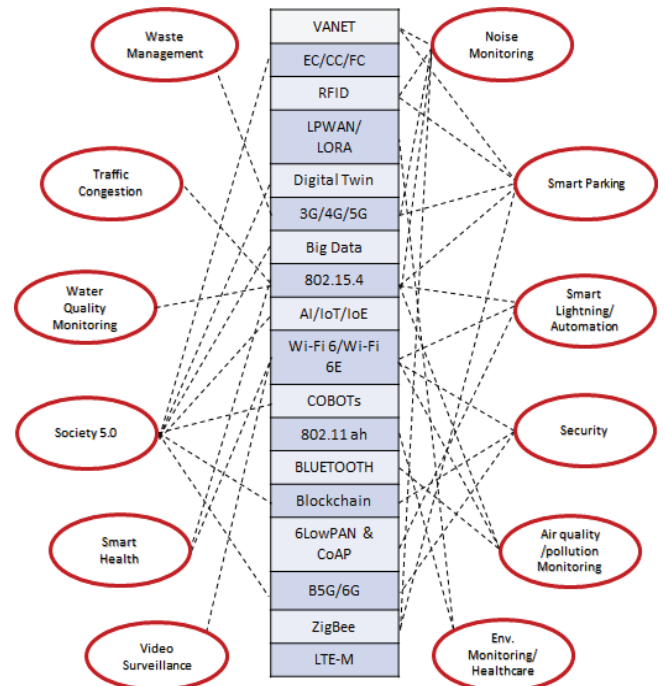 Waste
Management
Traffic
Congestion
Water
Quality
Monitoring
Society 5.0
Smart
Health
Video
Surveillance
VANET
EC/CC/FC
RFID
LPWAN/
LORA
Digital Twin
3G/4G/5G
Big Data
802.15.4
AI/IoT/IoE
Wi-Fi 6/Wi-Fi
6E
COBOTs
802.11 ah
BLUETOOTH
Blockchain
6LowPAN &
CoAP
B5G/6G
ZigBee
LTE-M
Noise
Monitoring
Smart Parking
Smart
Lightning/
Automation
Security
Air quality
/pollution
Monitoring
Env.
Monitoring/
Healthcare